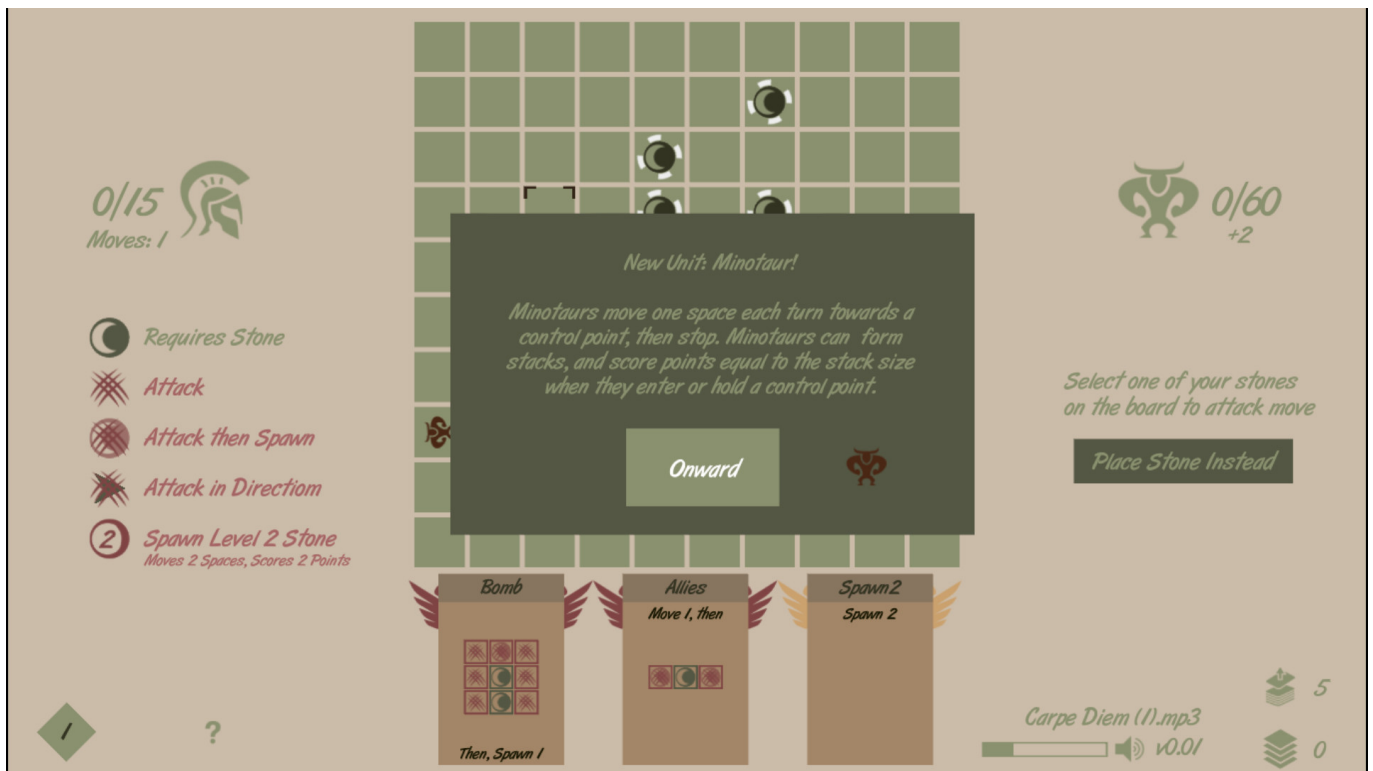 0/15
Moves: 1
0/60
+2
New Unit: Minotaur!
Minotaurs move one space each turn towards a
control point, then stop. Minotaurs can form
stacks, and score points equal to the stack size
when they enter or hold a control point.
Onward
Requires Stone
Attack
Attack then Spawn
Attack in Directiom
2
Spawn Level 2 Stone
Moves 2 Spaces, Scores 2 Points
Select one of your stones
on the board to attack move
Place Stone Instead
Bomb
Then, Spawn 1
Allies
Move 1, then
Spawn2
Spawn 2
1
?
Carpe Diem (1).mp3
v0.01
5
0